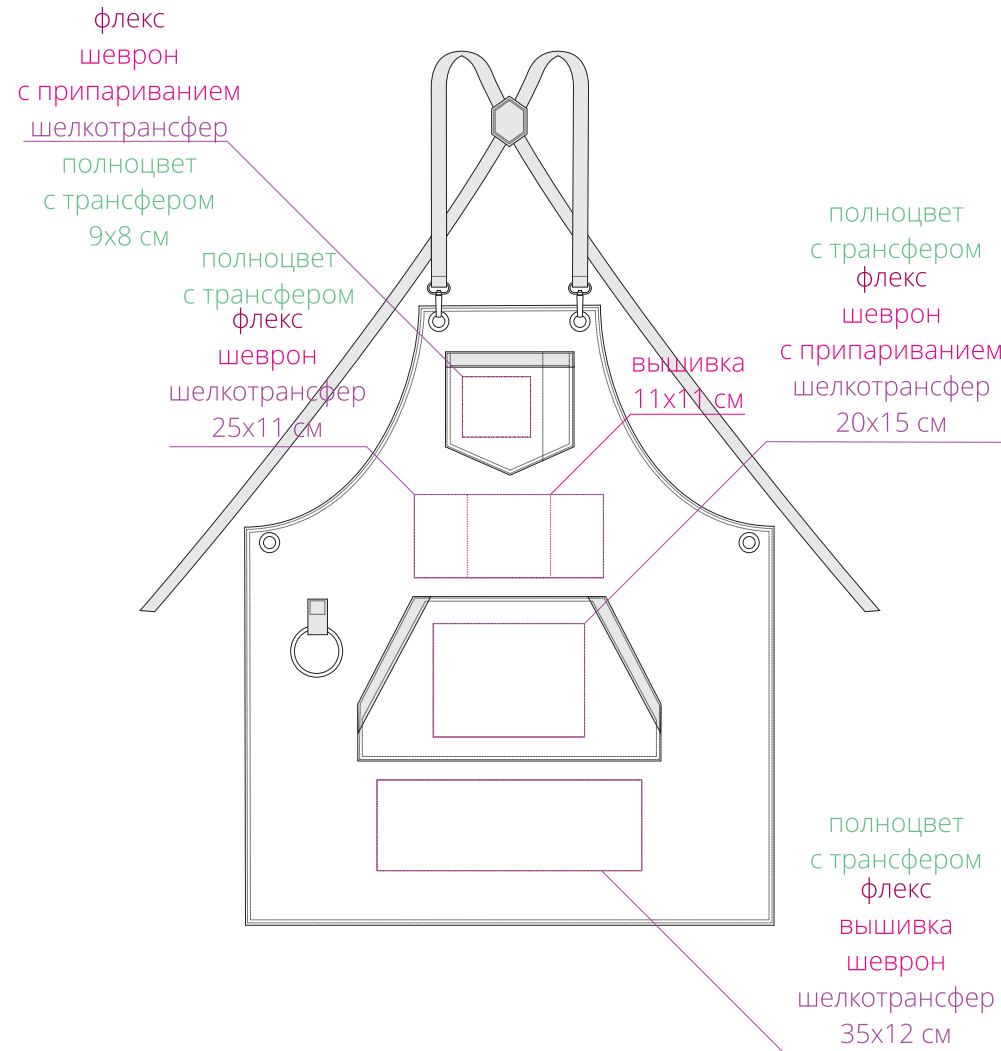 флекс
шеврон
с припариванием
шелкотрансфер
полноцвет
с трансфером
9х8 см
полноцвет
с трансфером
флекс
шеврон
шелкотрансфер
25х11 см
вышивка
11х11 см
полноцвет
с трансфером
флекс
шеврон
с припариванием
шелкотрансфер
20х15 см
полноцвет
с трансфером
флекс
вышивка
шеврон
шелкотрансфер
35х12 см